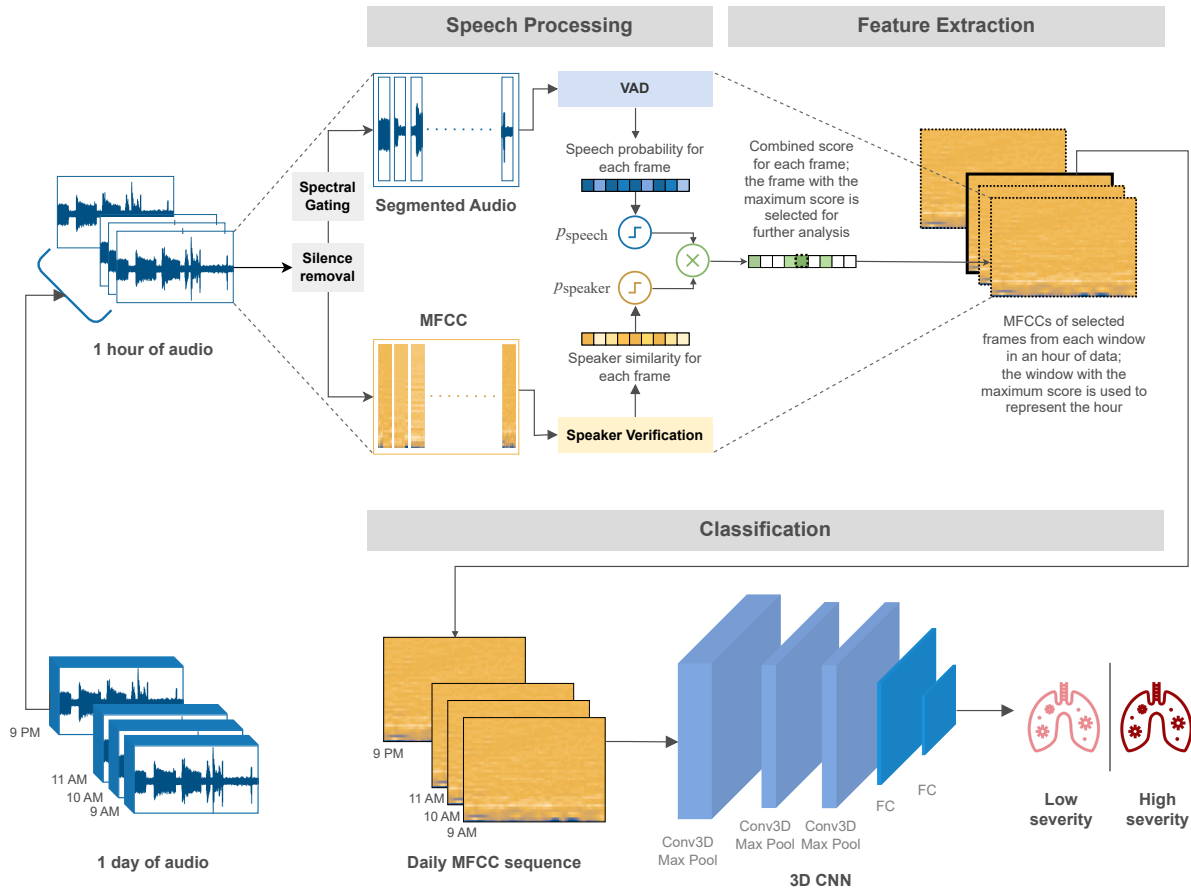 Speech Processing
Feature Extraction
VAD
Speech probability for
each frame
Combined score
for each frame;
the frame with the
maximum score is
selected for
further analysis
Spectral
Gating
Segmented Audio
Silence
removal
p speech
p speaker
1 hour of audio
MFCC
Speaker similarity for
each frame
Speaker Verification
MFCCs of selected
frames from each window
in an hour of data;
the window with the
maximum score is used to
represent the hour
Classification
9 PM
11 AM
10 AM
9 AM
1 day of audio
9 PM
11 AM
10 AM
9 AM
Daily MFCC sequence
Conv3D
Max Pool
Conv3D
Max Pool
Conv3D
Max Pool
FC
FC
3D CNN
Low
severity
High
severity